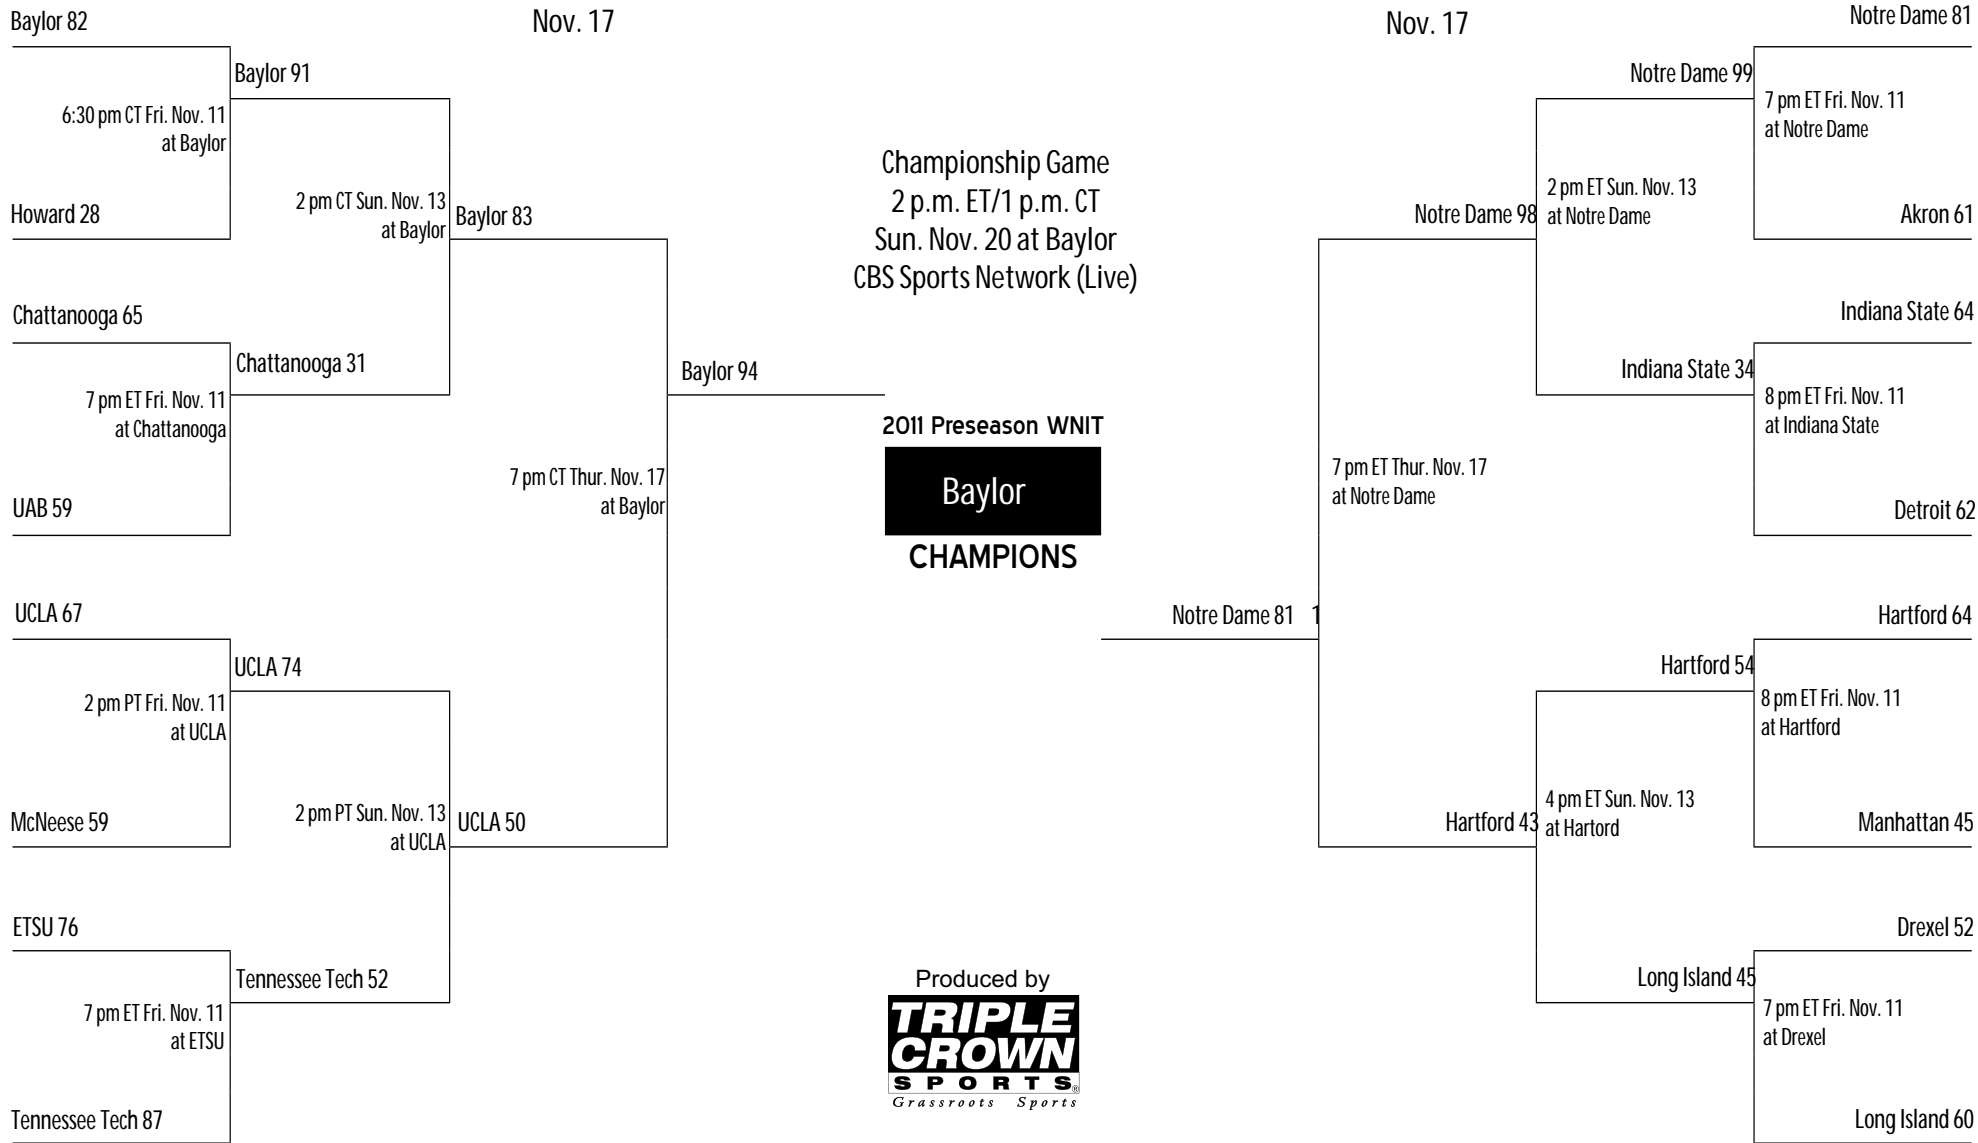 Nov. 17
Baylor 82
Baylor 91
6:30 pm CT Fri. Nov. 11
at Baylor
Howard 28
2 pm CT Sun. Nov. 13
at Baylor
Baylor 83
Chattanooga 65
Chattanooga 31
7 pm ET Fri. Nov. 11
at Chattanooga
UAB 59
Baylor 94
7 pm CT Thur. Nov. 17
at Baylor
UCLA 67
UCLA 74
2 pm PT Fri. Nov. 11
at UCLA
McNeese 59
2 pm PT Sun. Nov. 13
at UCLA
UCLA 50
ETSU 76
Tennessee Tech 52
7 pm ET Fri. Nov. 11
at ETSU
Tennessee Tech 87
Championship Game
2 p.m. ET/1 p.m. CT
Sun. Nov. 20 at Baylor
CBS Sports Network (Live)
2011 Preseason WNIT
Baylor
CHAMPIONS
Produced by
TRIPLE
CROWN
SPORTS®
Grassroots Sports
Nov. 17
Notre Dame 81
Notre Dame 99
7 pm ET Fri. Nov. 11
at Notre Dame
Akron 61
2 pm ET Sun. Nov. 13
at Notre Dame
Notre Dame 98
Indiana State 64
Indiana State 34
8 pm ET Fri. Nov. 11
at Indiana State
Detroit 62
7 pm ET Thur. Nov. 17
at Notre Dame
Notre Dame 81 1
Hartford 64
Hartford 54
8 pm ET Fri. Nov. 11
at Hartford
Manhattan 45
4 pm ET Sun. Nov. 13
at Hartord
Hartford 43
Drexel 52
Long Island 45
7 pm ET Fri. Nov. 11
at Drexel
Long Island 60